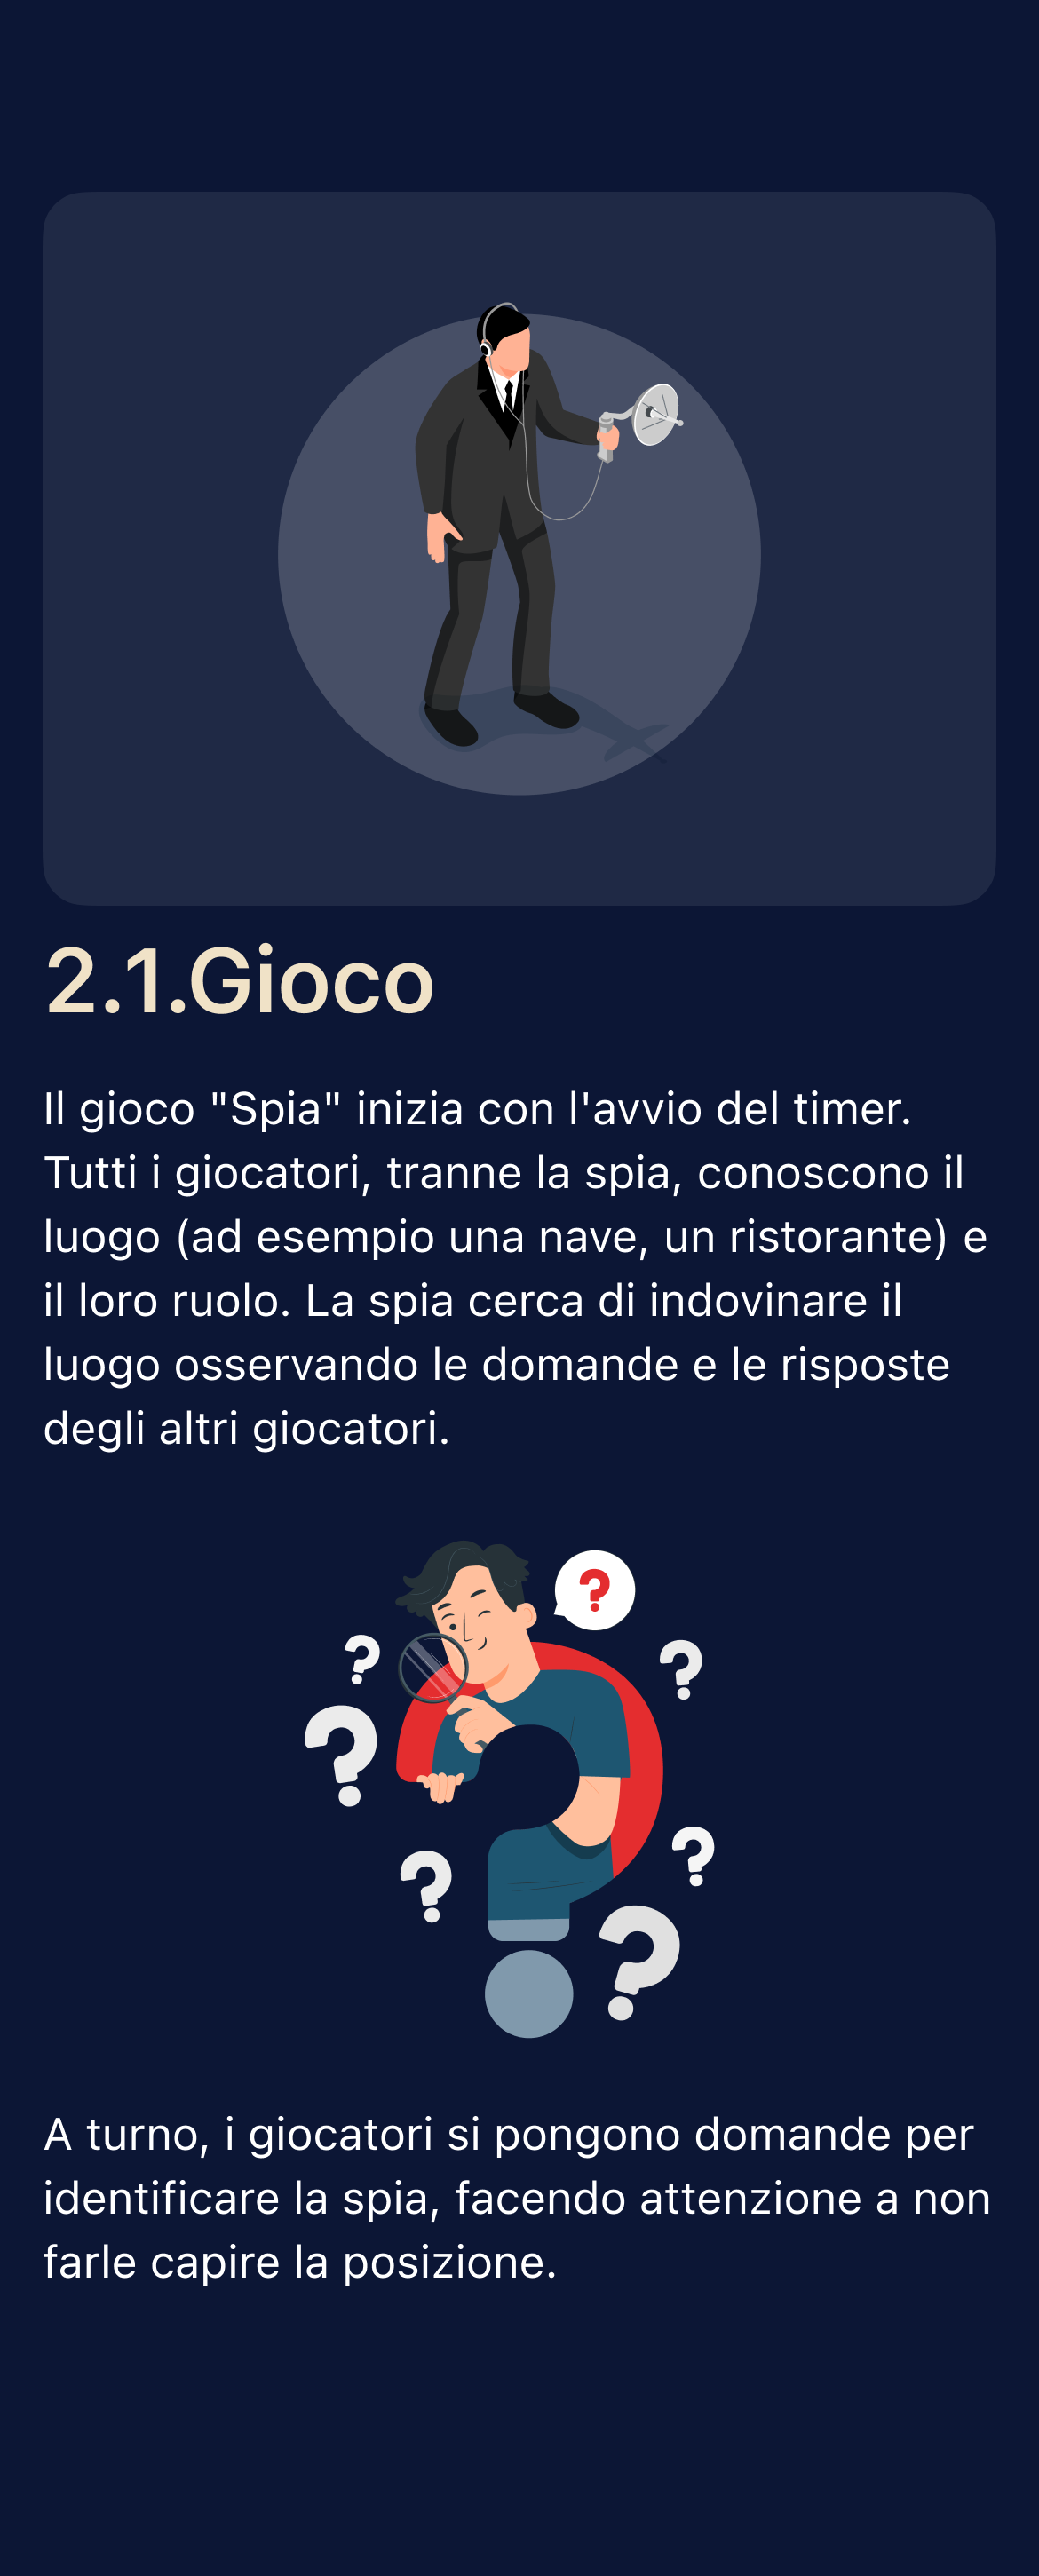 2.1.Gioco
Il gioco "Spia" inizia con l'avvio del timer.
Tutti i giocatori, tranne la spia, conoscono il
luogo (ad esempio una nave, un ristorante) e
il loro ruolo. La spia cerca di indovinare il
luogo osservando le domande e le risposte
degli altri giocatori.
?
?
?
?
?
?
?
A turno, i giocatori si pongono domande per
identificare la spia, facendo attenzione a non
farle capire la posizione.